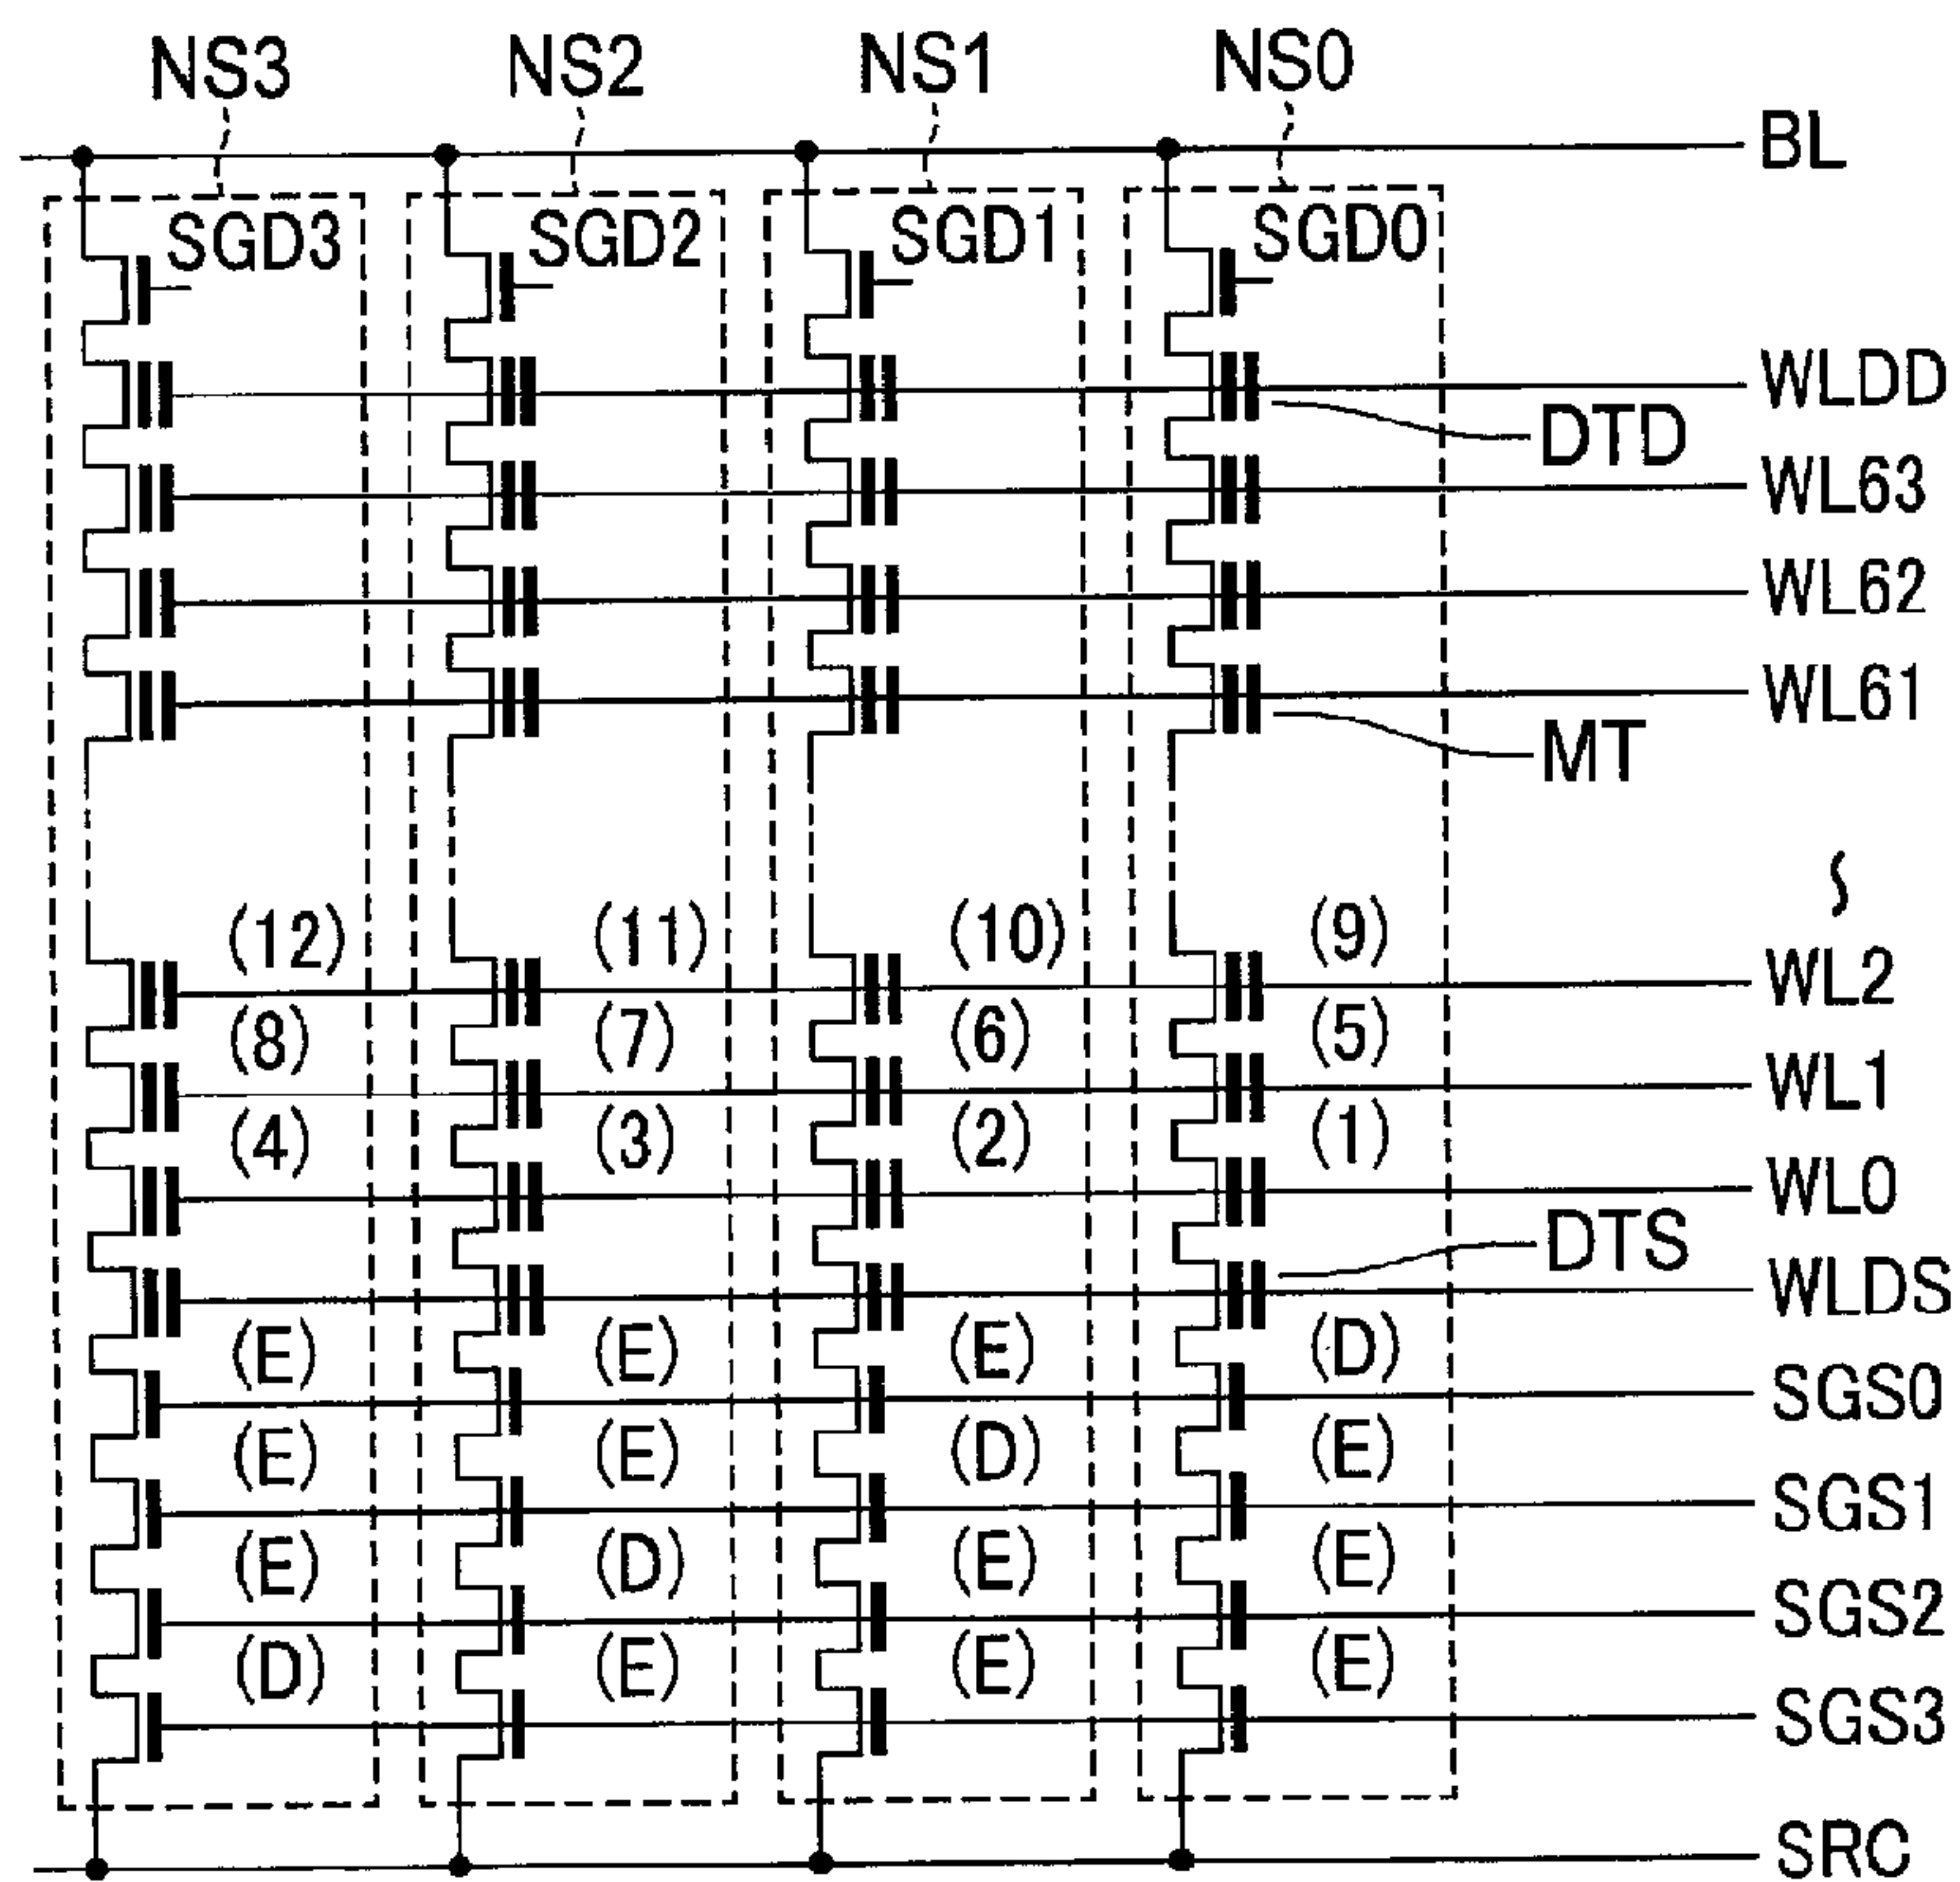 NS3 NS2 NS1 NS0
BL
SGD3 SGD2 SGD1 SGD0
WLDD
DTD
WL63
WL62
WL61
MT
(12) (11) (10) (9)
WL2
(8) (7) (6) (5)
WL1
(4) (3) (2) (1)
WL0
DTS
WLDS
(E) (E) (E) (D)
SGS0
(E) (E) (D) (E)
SGS1
(E) (D) (E) (E)
SGS2
(D) (E) (E) (E)
SGS3
SRC